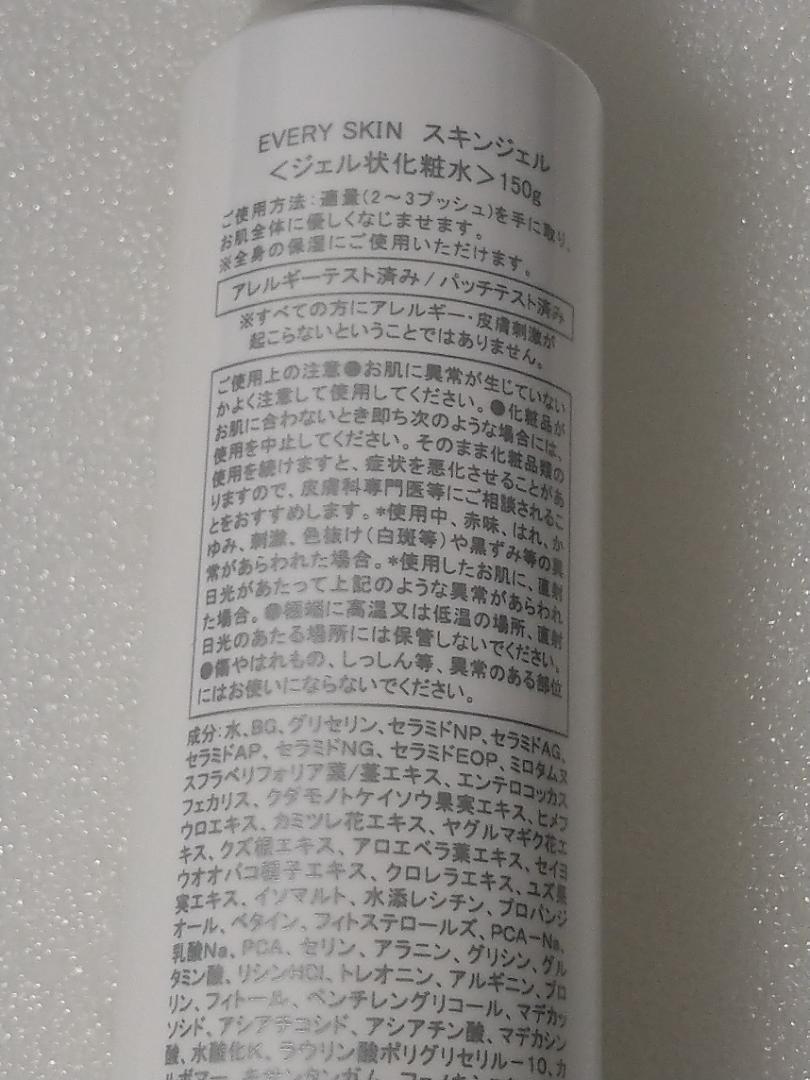 EVERY SKIN スキンジェル
＜ジェル状化粧水＞150g
ご使用方法：適量(2～3プッシュ)を手に取り、
お肌全体に優しくなじませます。
※全身の保湿にご使用いただけます。
アレルギーテスト済み / パッチテスト済み
※すべての方にアレルギー・皮膚刺激が
起こらないということではありません。
ご使用上の注意●お肌に異常が生じていない
かよく注意して使用してください。●化粧品が
お肌に合わないとき即ち次のような場合には、
使用を中止してください。そのまま化粧品類の
使用を続けますと、症状を悪化させることがあ
りますので、皮膚科専門医等にご相談されるこ
とをおすすめします。*使用中、赤味、はれ、か
ゆみ、刺激、色抜け(白斑等)や黒ずみ等の異
常があらわれた場合。*使用したお肌に、直射
日光があたって上記のような異常があらわれ
た場合。●極端に高温又は低温の場所、直射
日光のあたる場所には保管しないでください。
●傷やはれもの、しっしん等、異常のある部位
にはお使いにならないでください。
成分：水、BG、グリセリン、セラミドNP、セラミドAG、
セラミドAP、セラミドNG、セラミドEOP、ミロタムヌ
スフラベリフォリア葉/茎エキス、エンテロコッカス
フェカリス、クダモノトケイソウ果実エキス、ヒメフ
ウロエキス、カミツレ花エキス、ヤグルマギク花エ
キス、クズ根エキス、アロエベラ葉エキス、セイヨ
ウオオバコ種子エキス、クロレラエキス、ユズ果
実エキス、イソマルト、水添レシチン、プロパンジ
オール、ベタイン、フィトステロールズ、PCA-Na、
乳酸Na、PCA、セリン、アラニン、グリシン、グル
タミン酸、リシンHCl、トレオニン、アルギニン、プロ
リン、フィトール、ペンチレングリコール、マデカッ
ソシド、アシアチコシド、アシアチン酸、マデカシン
酸、水酸化K、ラウリン酸ポリグリセリル－10、カ
ルボマー、キサンタンガム、フェノキシ